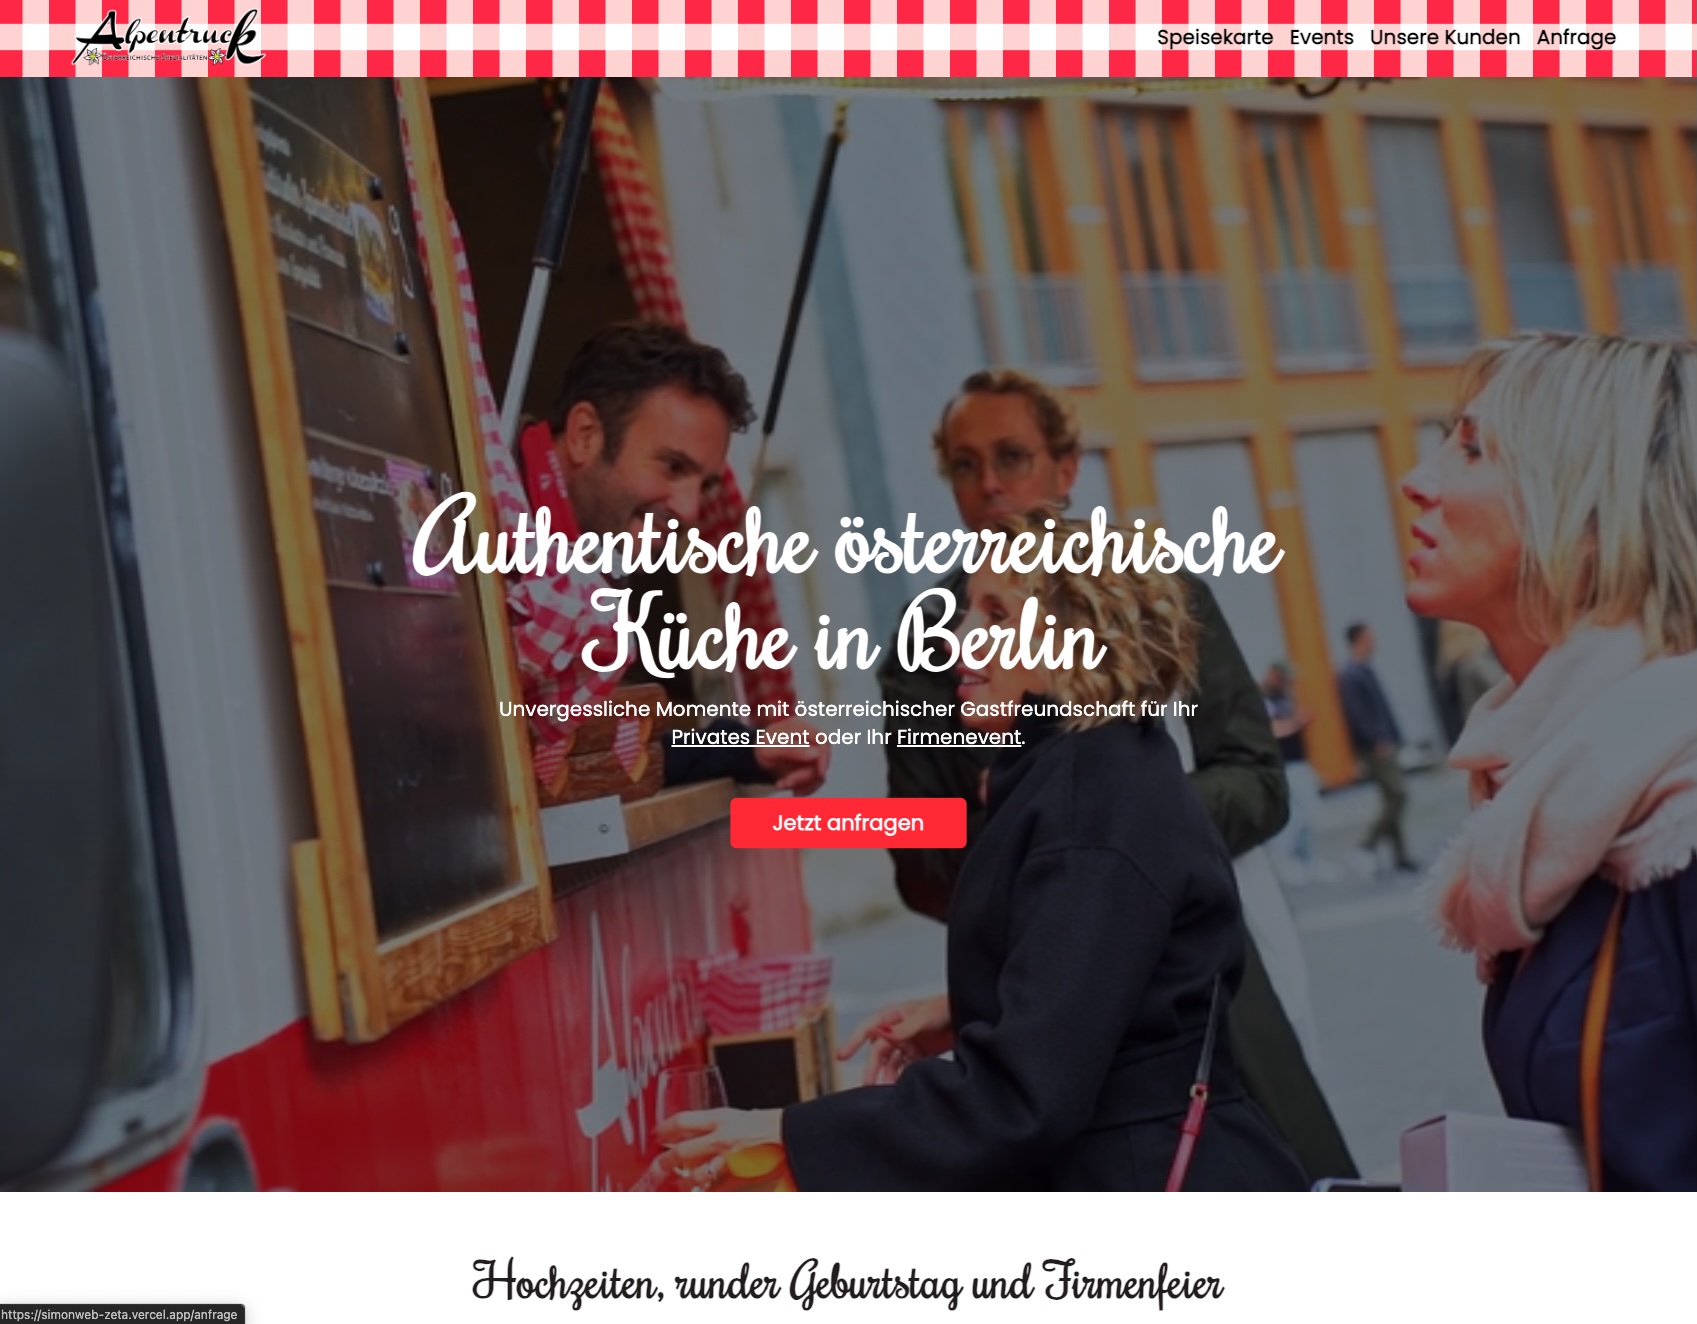 Alpentruck
ÖSTERREICHISCHE SPEZIALITÄTEN
Speisekarte Events Unsere Kunden Anfrage
Authentische österreichische
Küche in Berlin
Unvergessliche Momente mit österreichischer Gastfreundschaft für Ihr
Privates Event oder Ihr Firmenevent.
Jetzt anfragen
Hochzeiten, runder Geburtstag und Firmenfeier
https://simonweb-zeta.vercel.app/anfrage